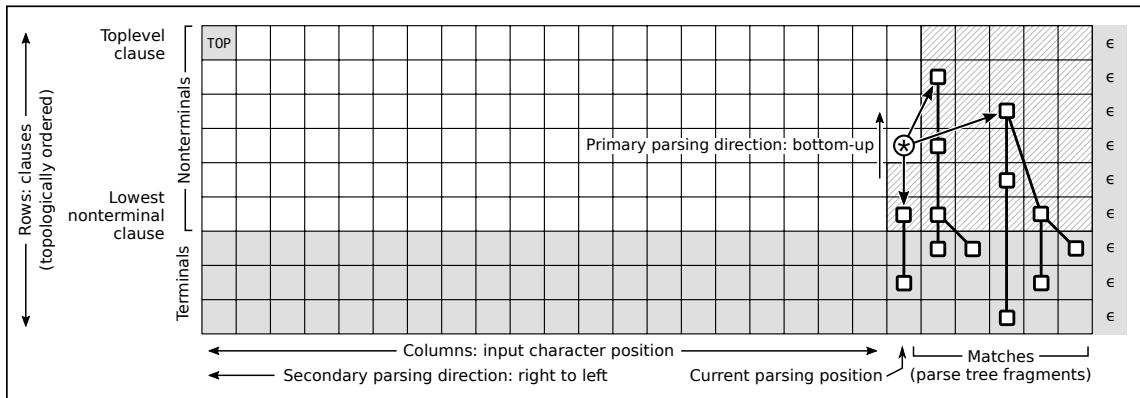 Toplevel
clause
TOP
Rows: clauses
(topologically ordered)
Nonterminals
Primary parsing direction: bottom-up
*
Lowest
nonterminal
clause
Terminals
ϵ
ϵ
ϵ
ϵ
ϵ
ϵ
ϵ
ϵ
ϵ
Columns: input character position
Secondary parsing direction: right to left
Current parsing position
Matches
(parse tree fragments)